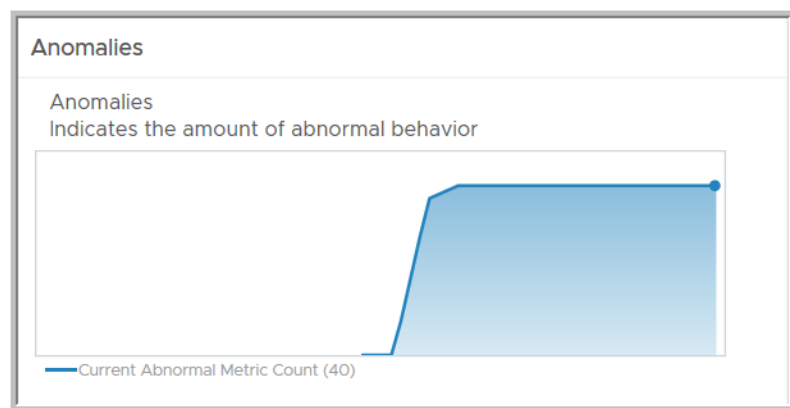 Anomalies
Anomalies
Indicates the amount of abnormal behavior
Current Abnormal Metric Count (40)